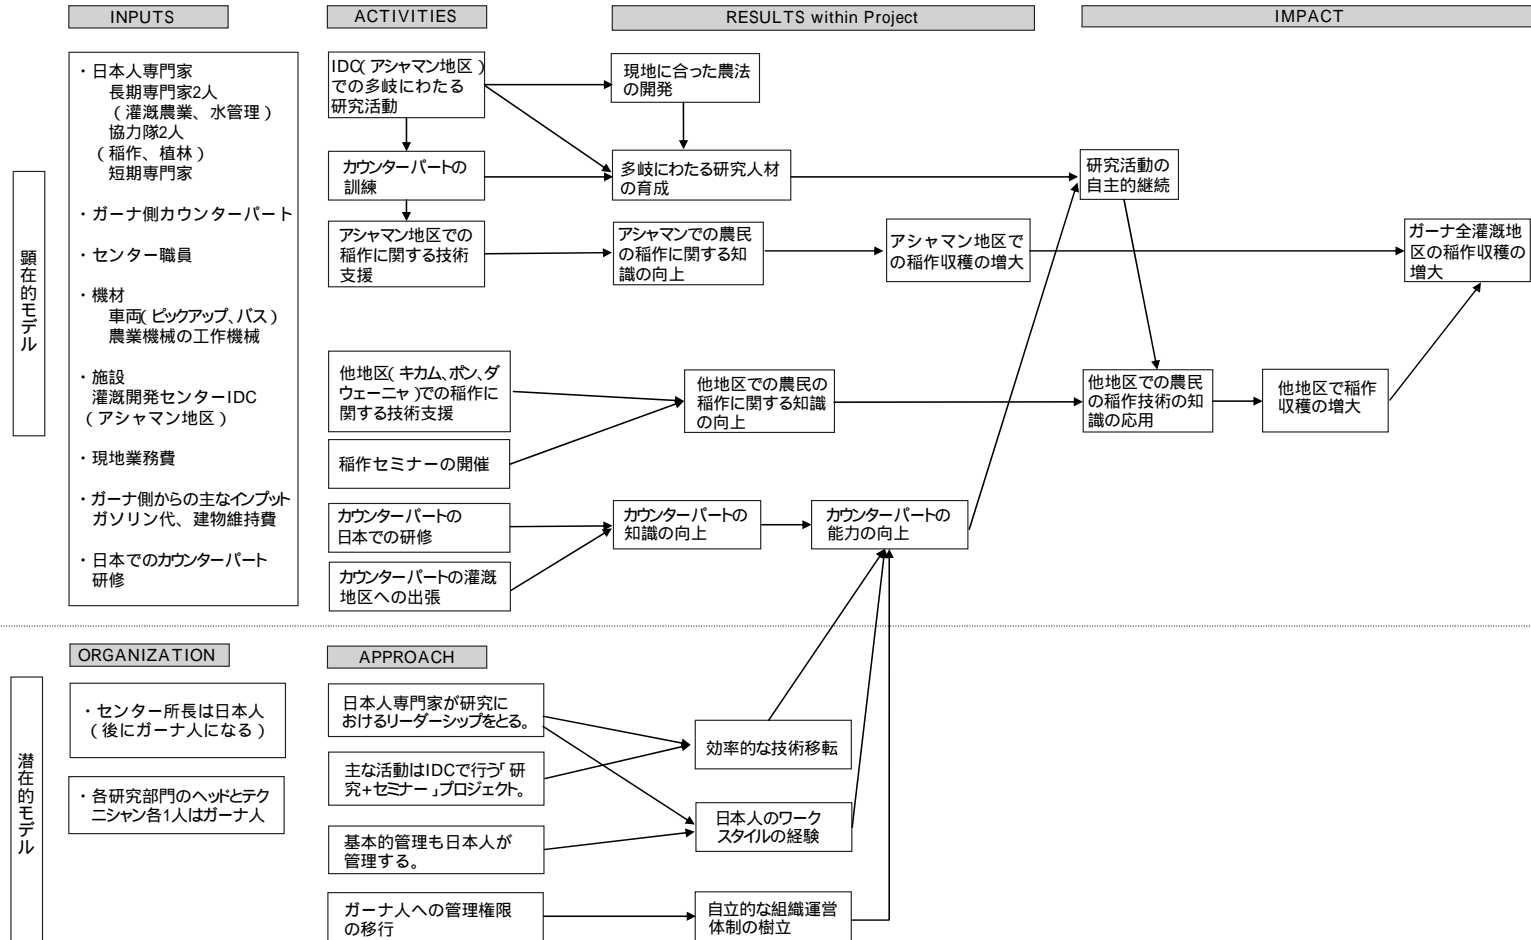 INPUTS
ACTIVITIES
RESULTS within Project
IMPACT
顕在的モデル
・日本人専門家
長期専門家2人
(灌漑農業、水管理)
協力隊2人
(稲作、植林)
短期専門家
・ガーナ側カウンターパート
・センター職員
・機材
車両(ピックアップ、バス)
農業機械の工作機械
・施設
灌漑開発センターIDC
(アシャマン地区)
・現地業務費
・ガーナ側からの主なインプット
ガソリン代、建物維持費
・日本でのカウンターパート
研修
IDC(アシャマン地区)
での多岐にわたる
研究活動
カウンターパートの
訓練
アシャマン地区での
稲作に関する技術
支援
他地区(キカム、ポン、ダ
ウェーニャ)での稲作に
関する技術支援
稲作セミナーの開催
カウンターパートの
日本での研修
カウンターパートの灌漑
地区への出張
現地に合った農法
の開発
多岐にわたる研究人材
の育成
アシャマンでの農民
の稲作に関する知
識の向上
アシャマン地区で
の稲作収穫の増大
他地区での農民の
稲作に関する知識
の向上
カウンターパートの
知識の向上
カウンターパートの
能力の向上
研究活動の
自主的継続
ガーナ全灌漑地
区の稲作収穫の
増大
他地区での農民
の稲作技術の知
識の応用
他地区で稲作
収穫の増大
ORGANIZATION
APPROACH
潜在的モデル
・センター所長は日本人
(後にガーナ人になる)
・各研究部門のヘッドとテク
ニシャン各1人はガーナ人
日本人専門家が研究に
おけるリーダーシップをとる。
主な活動はIDCで行う「研
究+セミナー」プロジェクト。
基本的管理も日本人が
管理する。
ガーナ人への管理権限
の移行
効率的な技術移転
日本人のワーク
スタイルの経験
自立的な組織運営
体制の樹立